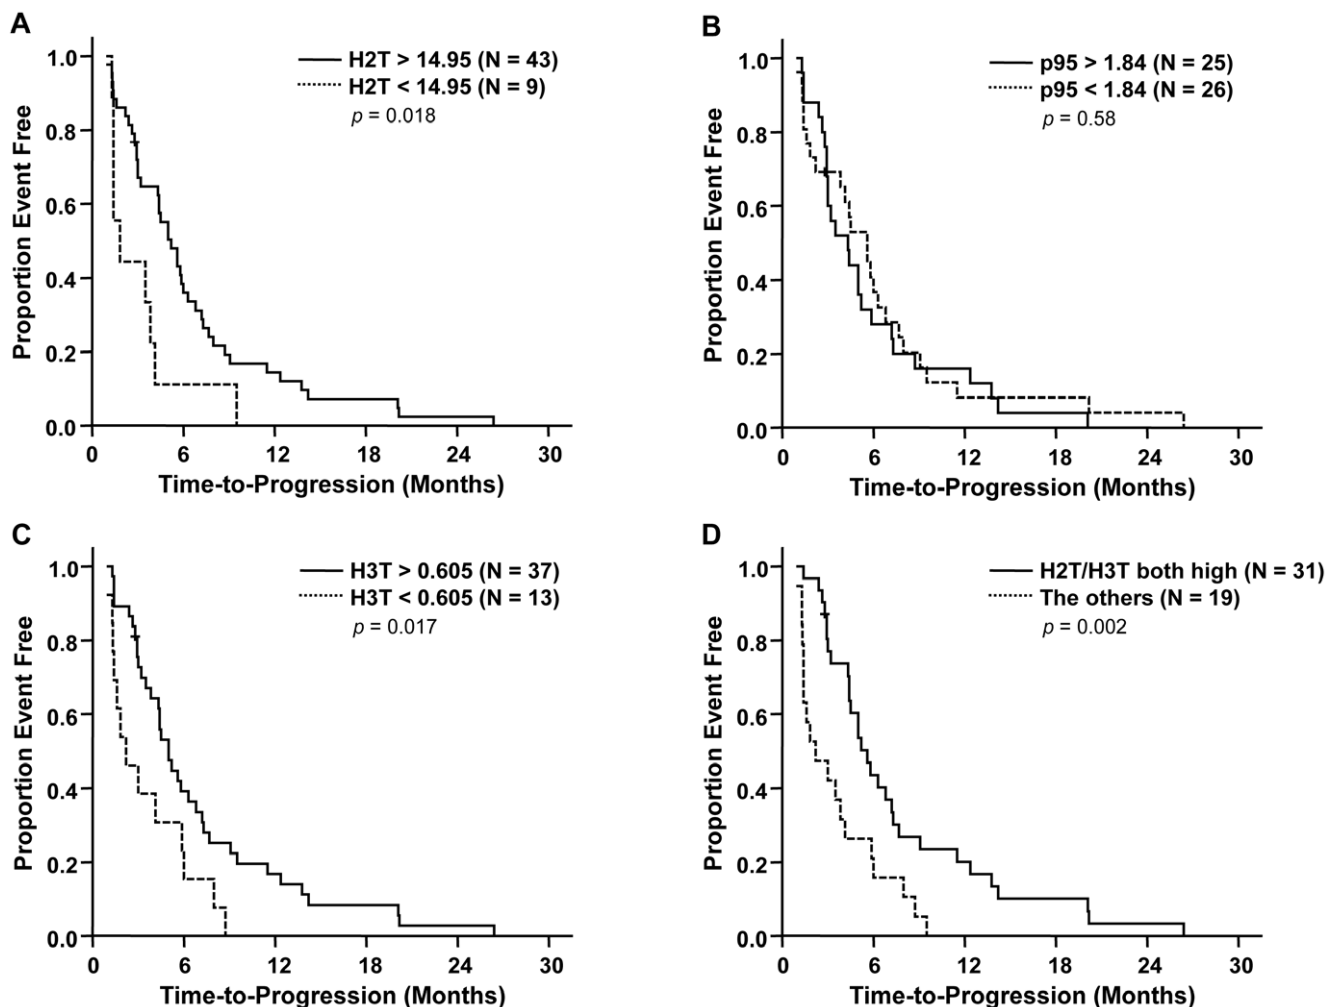 A
H2T > 14.95 (N = 43)
H2T < 14.95 (N = 9)
p = 0.018
Proportion Event Free
1.0
0.8
0.6
0.4
0.2
0.0
0 6 12 18 24 30
Time-to-Progression (Months)
B
p95 > 1.84 (N = 25)
p95 < 1.84 (N = 26)
p = 0.58
Proportion Event Free
1.0
0.8
0.6
0.4
0.2
0.0
0 6 12 18 24 30
Time-to-Progression (Months)
C
H3T > 0.605 (N = 37)
H3T < 0.605 (N = 13)
p = 0.017
Proportion Event Free
1.0
0.8
0.6
0.4
0.2
0.0
0 6 12 18 24 30
Time-to-Progression (Months)
D
H2T/H3T both high (N = 31)
The others (N = 19)
p = 0.002
Proportion Event Free
1.0
0.8
0.6
0.4
0.2
0.0
0 6 12 18 24 30
Time-to-Progression (Months)